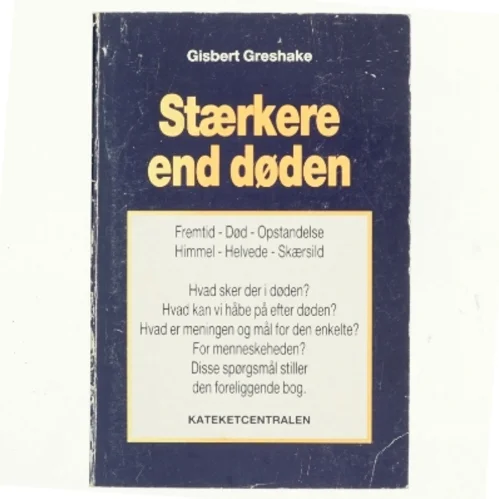 Gisbert Greshake
Stærkere
end døden
Fremtid - Død - Opstandelse
Himmel - Helvede - Skærsild
Hvad sker der i døden?
Hvad kan vi håbe på efter døden?
Hvad er meningen og mål for den enkelte?
For menneskeheden?
Disse spørgsmål stiller
den foreliggende bog.
KATEKETCENTRALEN